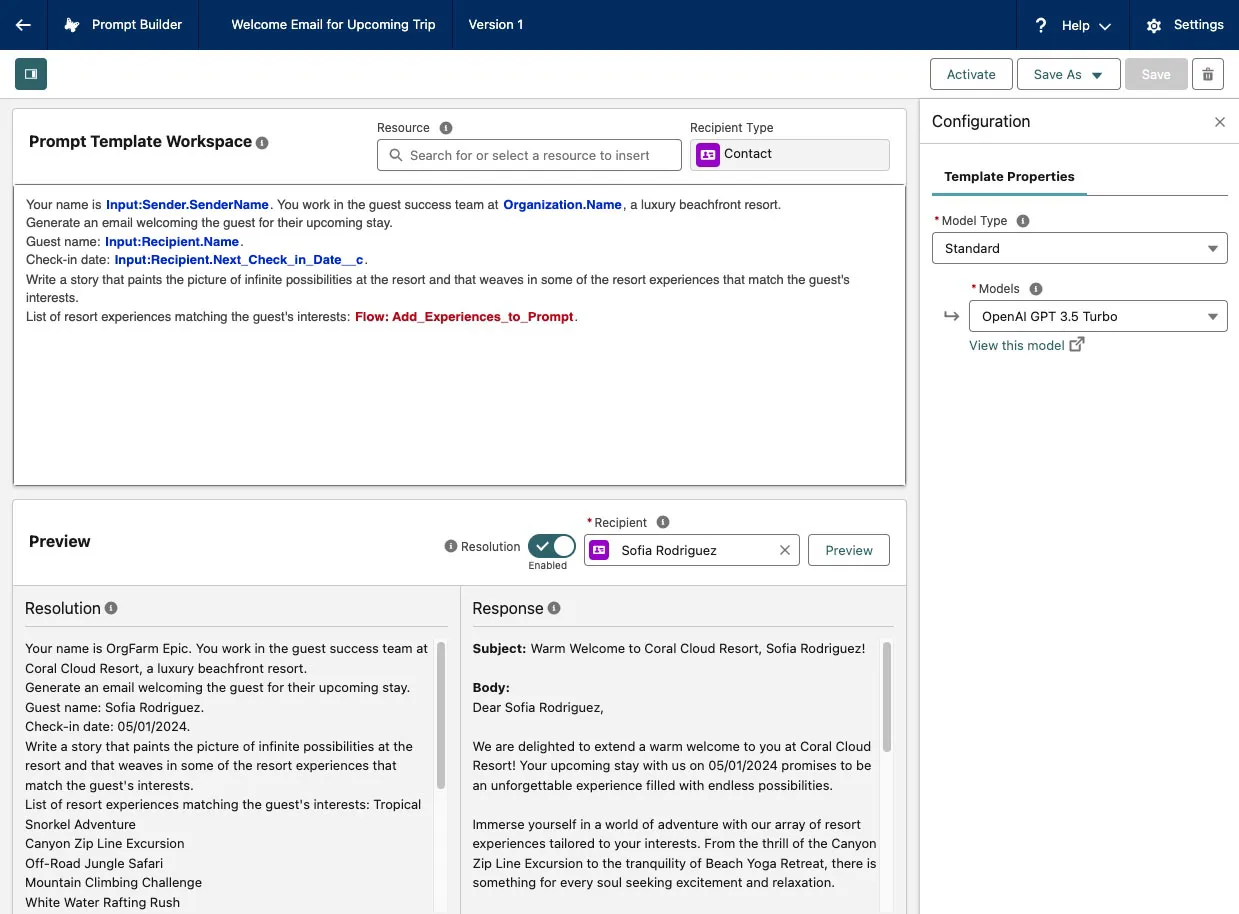 Prompt Builder
Welcome Email for Upcoming Trip
Version 1
? Help
Settings
Activate
Save As
Save
Prompt Template Workspace
Resource
Search for or select a resource to insert
Recipient Type
Contact
Your name is Input:Sender.SenderName. You work in the guest success team at Organization.Name, a luxury beachfront resort.
Generate an email welcoming the guest for their upcoming stay.
Guest name: Input:Recipient.Name.
Check-in date: Input:Recipient.Next_Check_in_Date__c.
Write a story that paints the picture of infinite possibilities at the resort and that weaves in some of the resort experiences that match the guest's
interests.
List of resort experiences matching the guest's interests: Flow: Add_Experiences_to_Prompt.
Configuration
Template Properties
* Model Type
Standard
* Models
OpenAI GPT 3.5 Turbo
View this model
Preview
Resolution
Enabled
* Recipient
Sofia Rodriguez
Preview
Resolution
Your name is OrgFarm Epic. You work in the guest success team at
Coral Cloud Resort, a luxury beachfront resort.
Generate an email welcoming the guest for their upcoming stay.
Guest name: Sofia Rodriguez.
Check-in date: 05/01/2024.
Write a story that paints the picture of infinite possibilities at the
resort and that weaves in some of the resort experiences that
match the guest's interests.
List of resort experiences matching the guest's interests: Tropical
Snorkel Adventure
Canyon Zip Line Excursion
Off-Road Jungle Safari
Mountain Climbing Challenge
White Water Rafting Rush
Response
Subject: Warm Welcome to Coral Cloud Resort, Sofia Rodriguez!
Body:
Dear Sofia Rodriguez,
We are delighted to extend a warm welcome to you at Coral Cloud
Resort! Your upcoming stay with us on 05/01/2024 promises to be
an unforgettable experience filled with endless possibilities.
Immerse yourself in a world of adventure with our array of resort
experiences tailored to your interests. From the thrill of the Canyon
Zip Line Excursion to the tranquility of Beach Yoga Retreat, there is
something for every soul seeking excitement and relaxation.